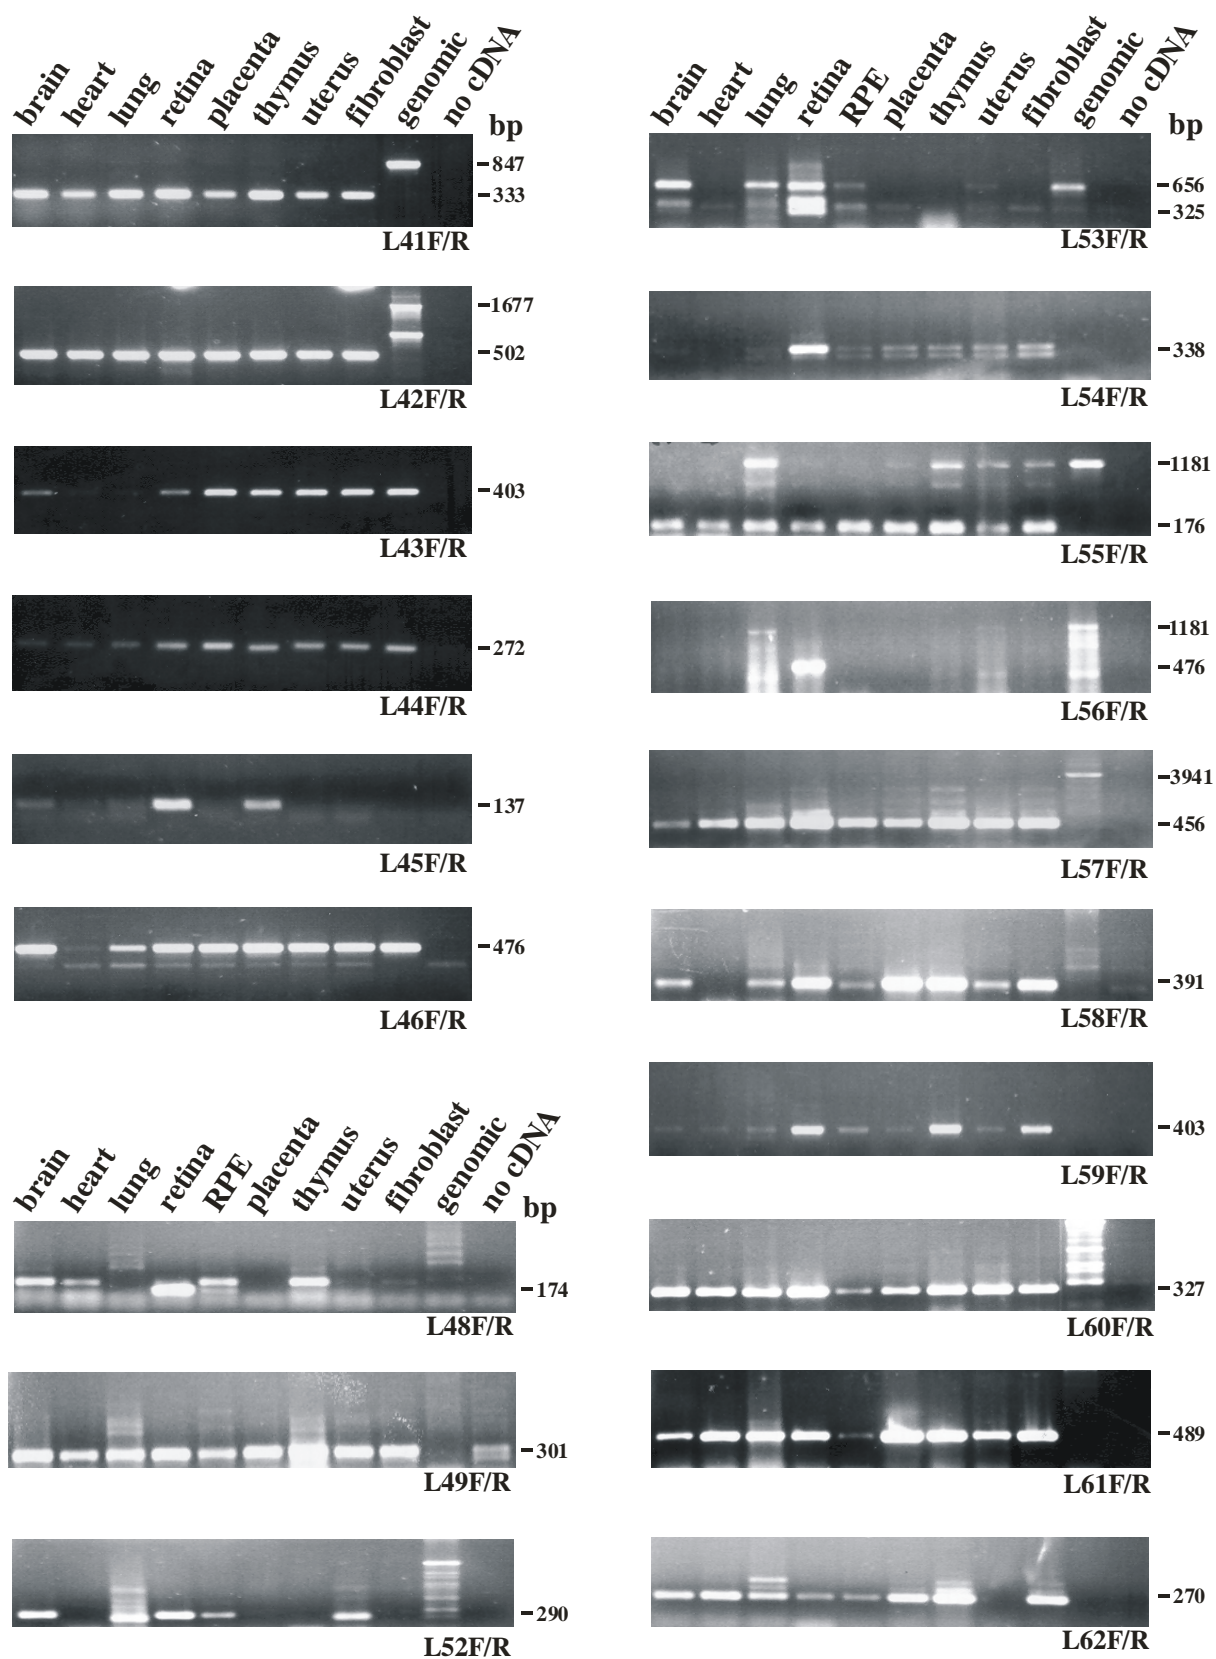 brain heart lung retina placenta thymus uterus fibroblast genomic no cDNA
bp
-847
-333
L41F/R
-1677
-502
L42F/R
-403
L43F/R
-272
L44F/R
-137
L45F/R
-476
L46F/R
brain heart lung retina RPE placenta thymus uterus fibroblast genomic no cDNA
bp
-174
L48F/R
-301
L49F/R
-290
L52F/R
brain heart lung retina RPE placenta thymus uterus fibroblast genomic no cDNA
bp
-656
-325
L53F/R
-338
L54F/R
-1181
-176
L55F/R
-1181
-476
L56F/R
-3941
-456
L57F/R
-391
L58F/R
-403
L59F/R
-327
L60F/R
-489
L61F/R
-270
L62F/R